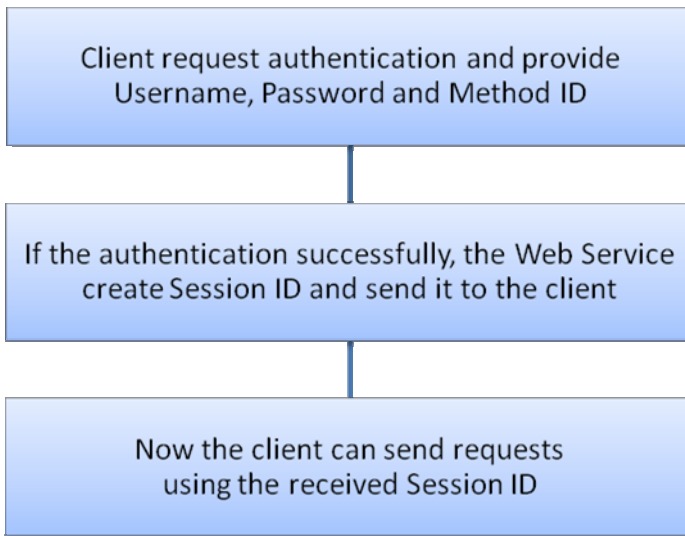 Client request authentication and provide
Username, Password and Method ID
If the authentication successfully, the Web Service
create Session ID and send it to the client
Now the client can send requests
using the received Session ID